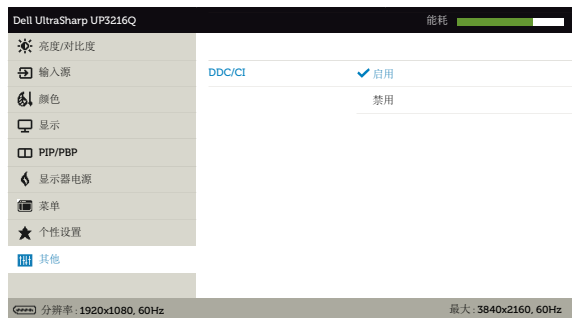 Dell UltraSharp UP3216Q 能耗
亮度/对比度
输入源 DDC/CI 启用
颜色 禁用
显示
PIP/PBP
显示器电源
菜单
个性设置
其他
分辨率: 1920x1080, 60Hz 最大: 3840x2160, 60Hz